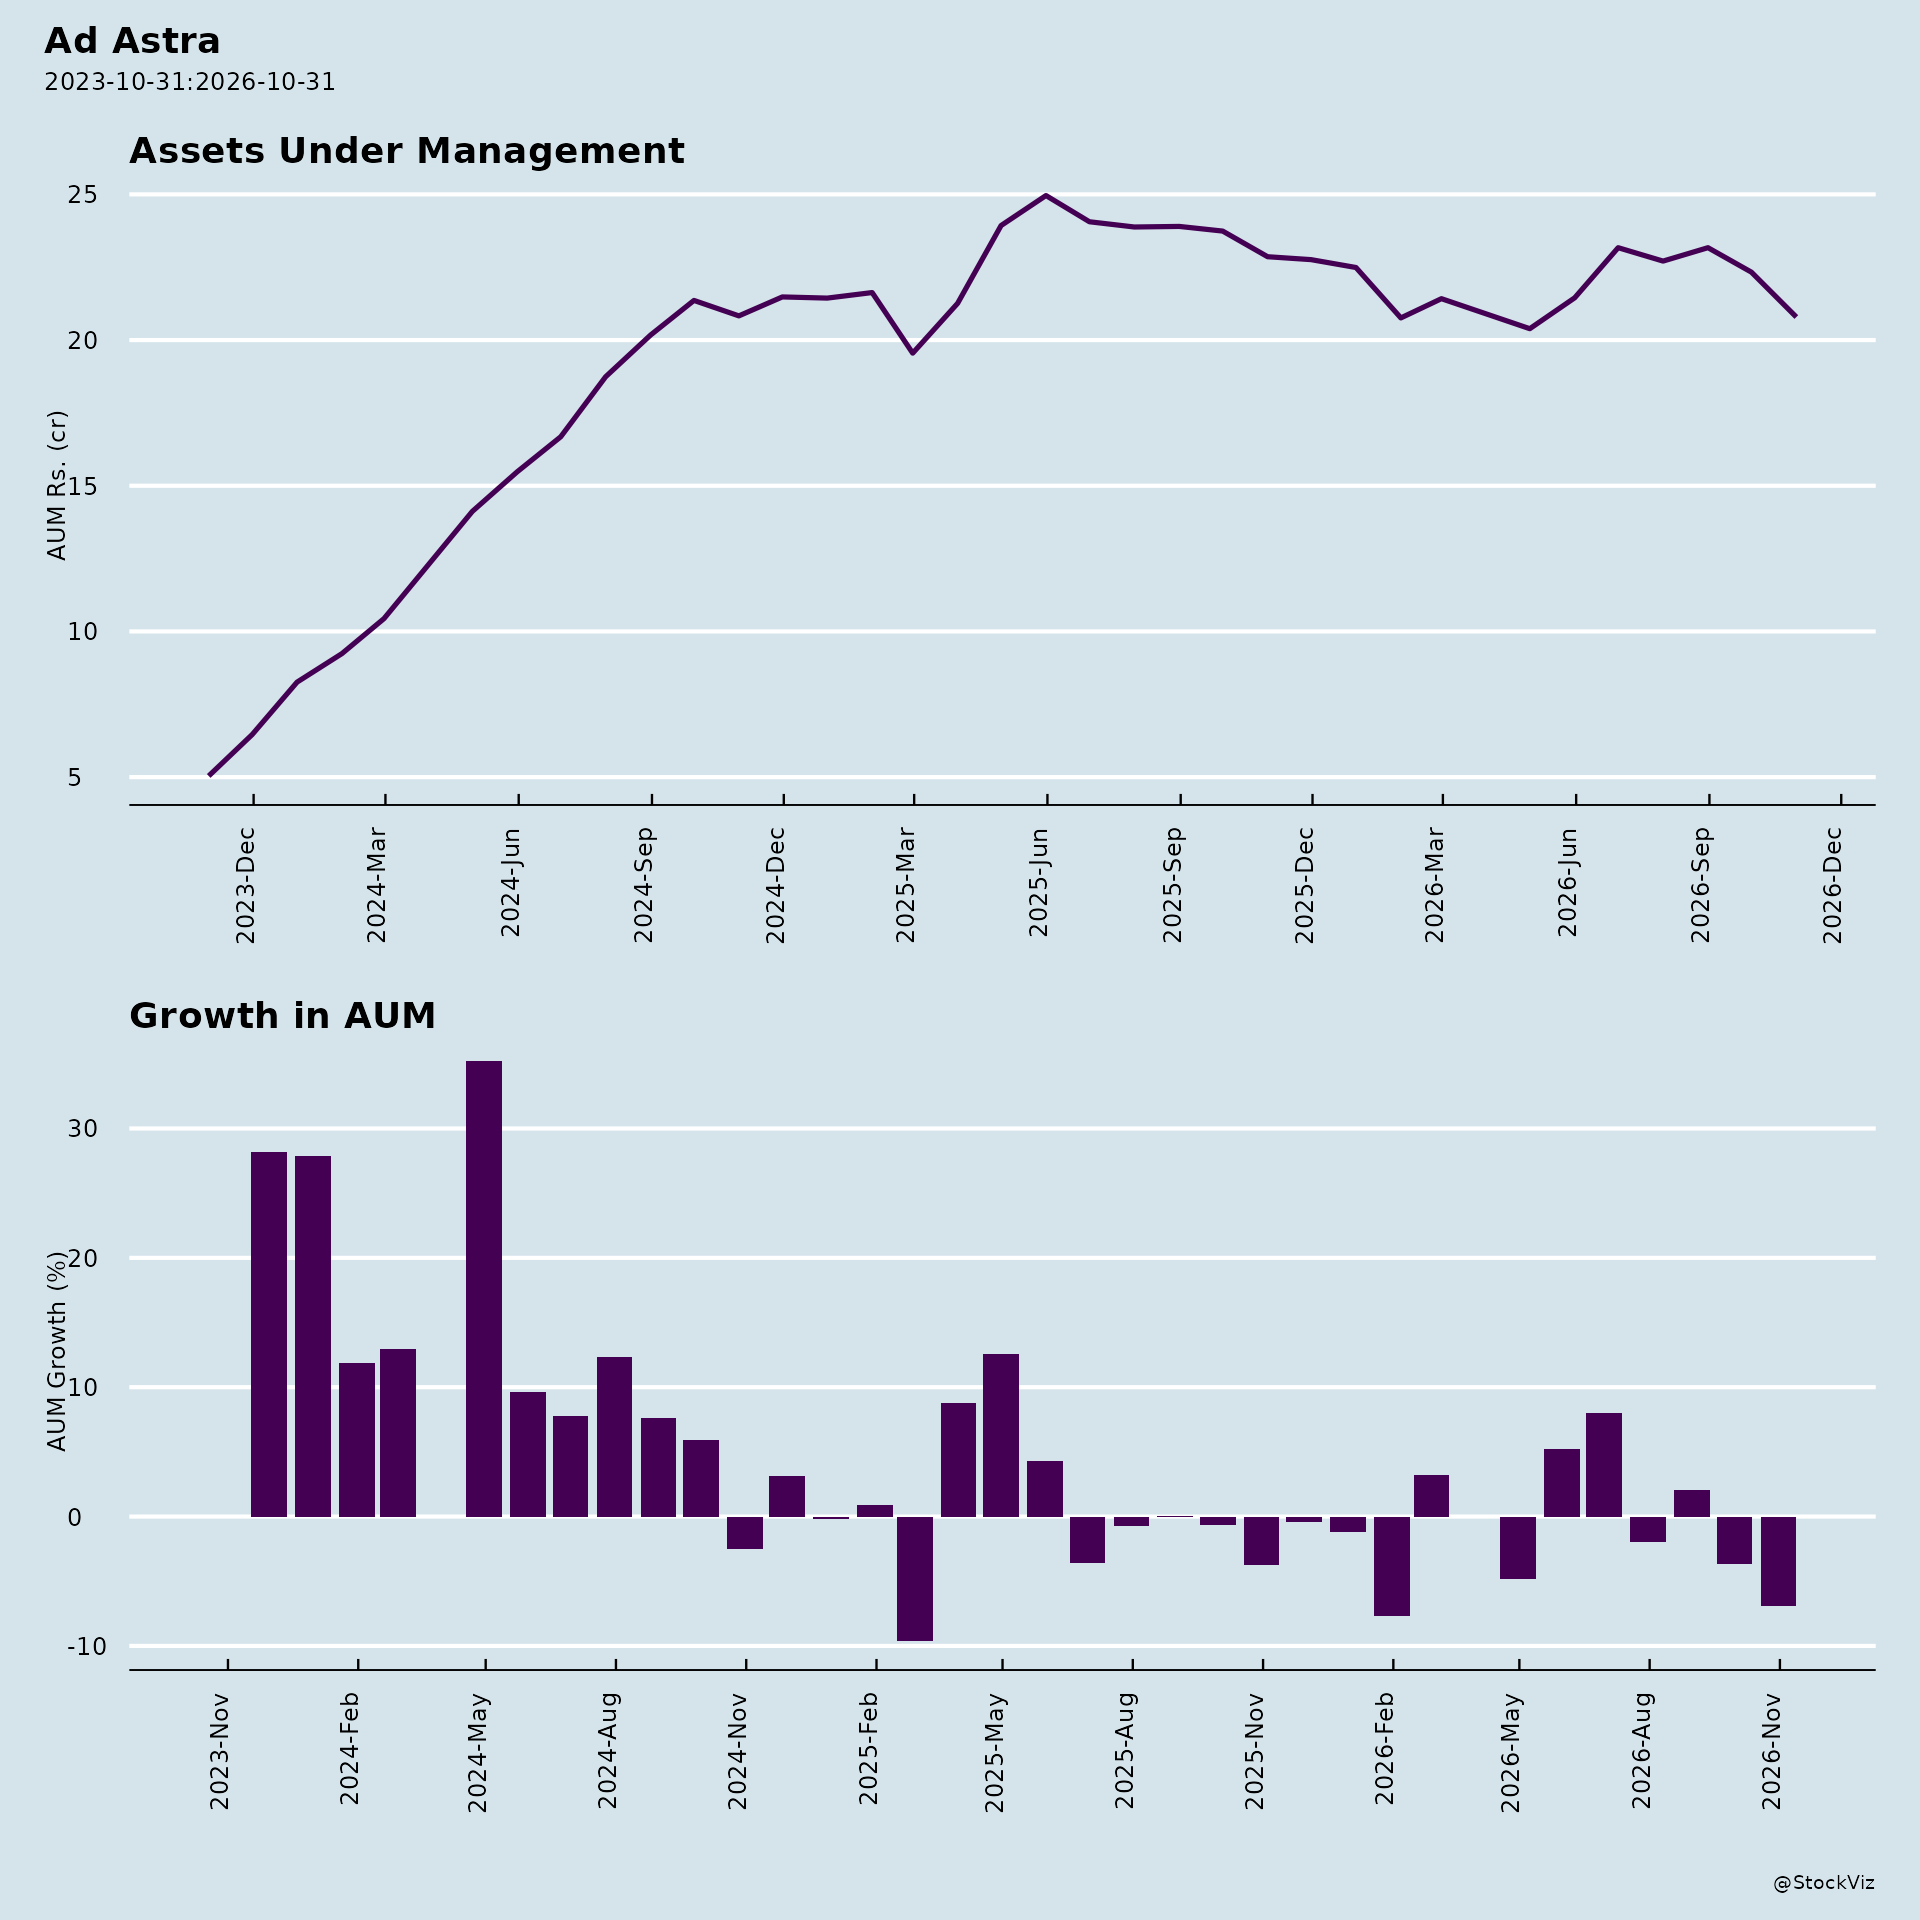 Ad Astra
2023-10-31:2026-10-31
Assets Under Management
AUM Rs. (cr)
25
20
15
10
5
2023-Dec
2024-Mar
2024-Jun
2024-Sep
2024-Dec
2025-Mar
2025-Jun
2025-Sep
2025-Dec
2026-Mar
2026-Jun
2026-Sep
2026-Dec
Growth in AUM
AUM Growth (%)
30
20
10
0
-10
2023-Nov
2024-Feb
2024-May
2024-Aug
2024-Nov
2025-Feb
2025-May
2025-Aug
2025-Nov
2026-Feb
2026-May
2026-Aug
2026-Nov
@StockViz